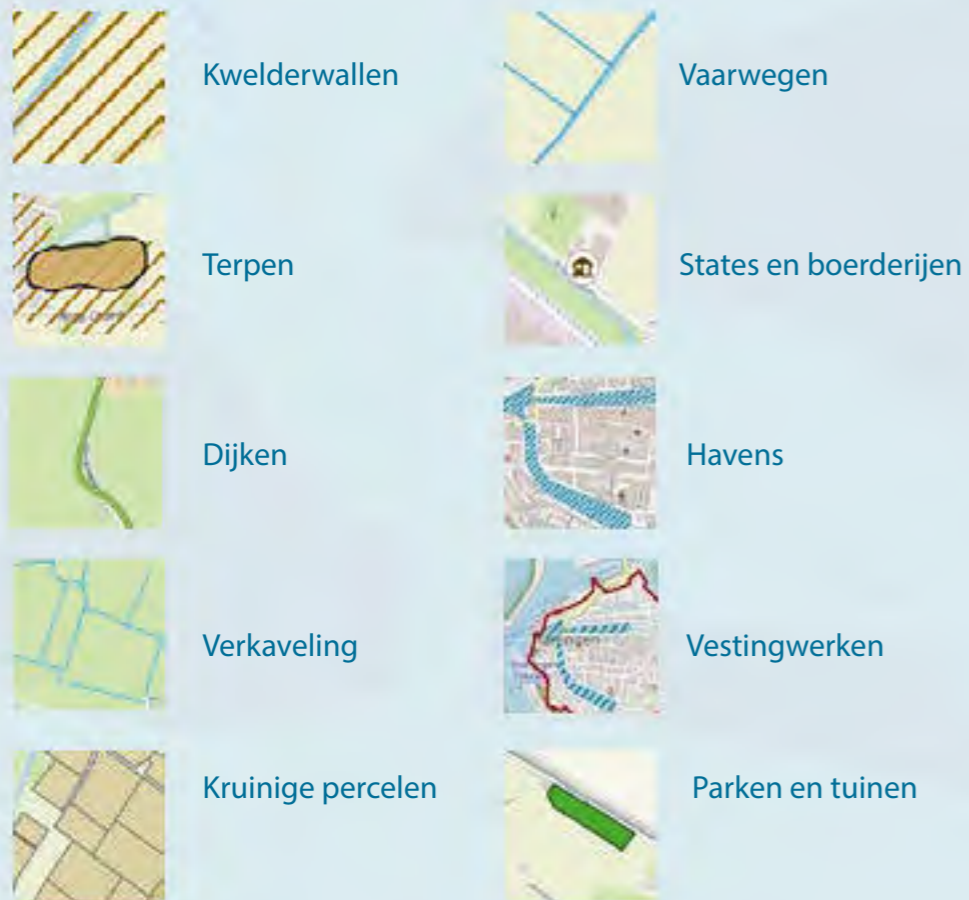 Kwelderwallen
Vaarwegen
Terpen
States en boerderijen
Dijken
Havens
Verkaveling
Vestingwerken
Kruinige percelen
Parken en tuinen